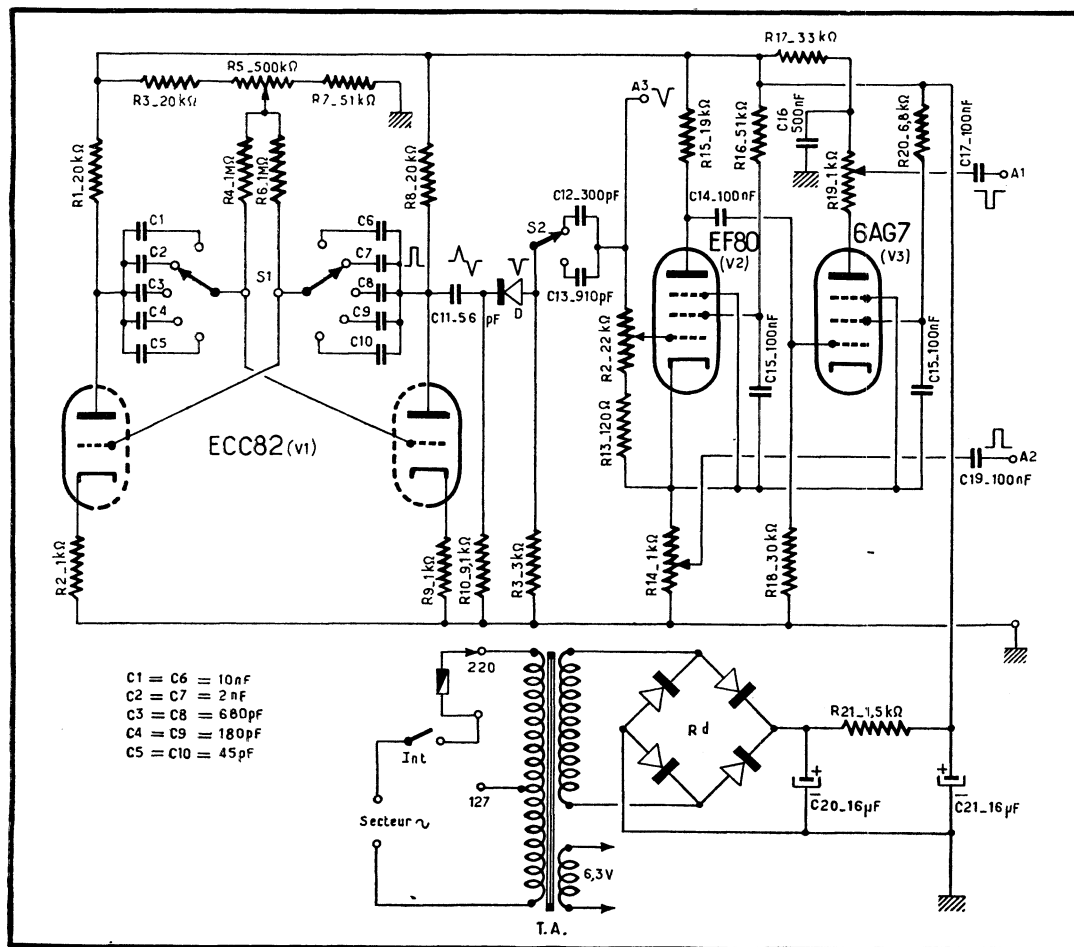 R17_33kΩ
R5_500kΩ
R3_20kΩ
R7_51kΩ
A3
C16
500nF
R1_20kΩ
R4_1MΩ
R6_1MΩ
R8_20kΩ
R15_19kΩ
R16_51kΩ
R19_1kΩ
R20_6,8kΩ
C17_100nF
A1
C12_300pF
C14_100nF
C1
C2
C3
C4
C5
S1
C6
C7
C8
C9
C10
S2
EF80
(V2)
6AG7
(V3)
C11_56 pF
D
C13_910pF
R2_22kΩ
C15_100nF
C15_100nF
R13_120Ω
ECC82 (V1)
A2
C19_100nF
R2_1kΩ
R9_1kΩ
R10_9,1kΩ
R3_3kΩ
R14_1kΩ
R18_30kΩ
C1 = C6 = 10nF
C2 = C7 = 2nF
C3 = C8 = 680pF
C4 = C9 = 180pF
C5 = C10 = 45pF
220
Int
127
Secteur ~
6,3V
T.A.
Rd
R21_1,5kΩ
+
−
C20_16µF
+
−
C21_16µF